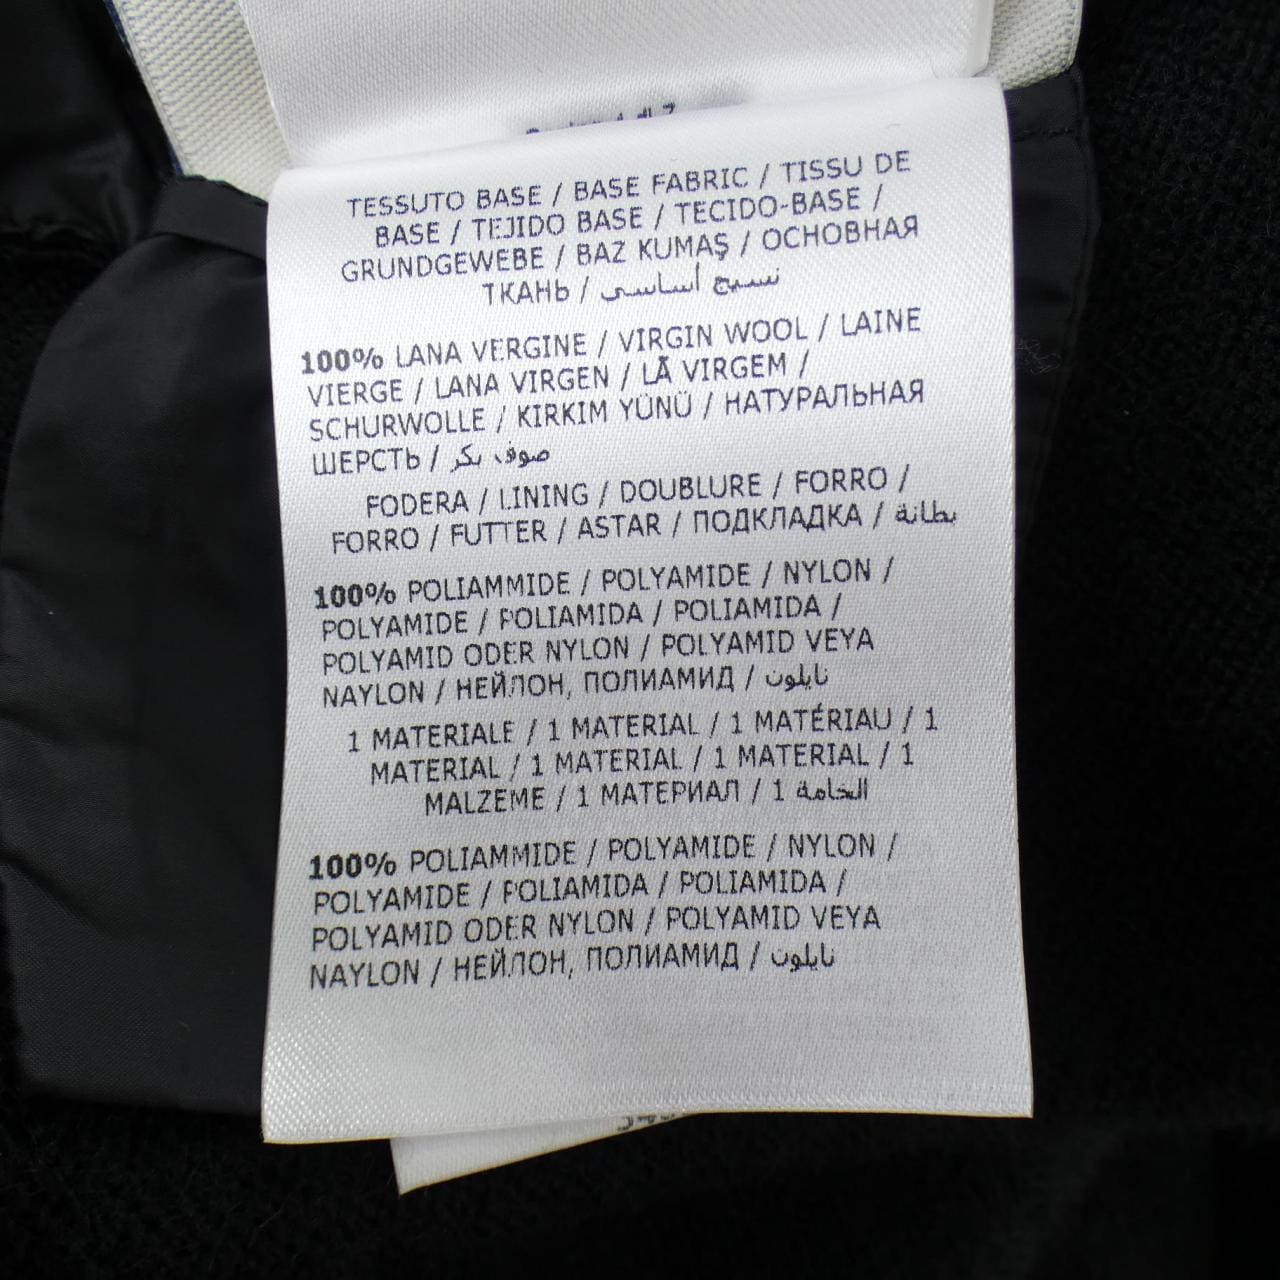 TESSUTO BASE / BASE FABRIC / TISSU DE
BASE / TEJIDO BASE / TECIDO-BASE /
GRUNDGEWEBE / BAZ KUMAŞ / ОСНОВНАЯ
ТКАНЬ / نسيج أساسي
100% LANA VERGINE / VIRGIN WOOL / LAINE
VIERGE / LANA VIRGEN / LÃ VIRGEM /
SCHURWOLLE / KIRKIM YÜNÜ / НАТУРАЛЬНАЯ
ШЕРСТЬ / صوف بكر
FODERA / LINING / DOUBLURE / FORRO /
FORRO / FUTTER / ASTAR / ПОДКЛАДКА / بطانة
100% POLIAMMIDE / POLYAMIDE / NYLON /
POLYAMIDE / POLIAMIDA / POLIAMIDA /
POLYAMID ODER NYLON / POLYAMID VEYA
NAYLON / НЕЙЛОН, ПОЛИАМИД / نايلون
1 MATERIALE / 1 MATERIAL / 1 MATÉRIAU / 1
MATERIAL / 1 MATERIAL / 1 MATERIAL / 1
MALZEME / 1 МАТЕРИАЛ / 1 الخامة
100% POLIAMMIDE / POLYAMIDE / NYLON /
POLYAMIDE / POLIAMIDA / POLIAMIDA /
POLYAMID ODER NYLON / POLYAMID VEYA
NAYLON / НЕЙЛОН, ПОЛИАМИД / نايلون